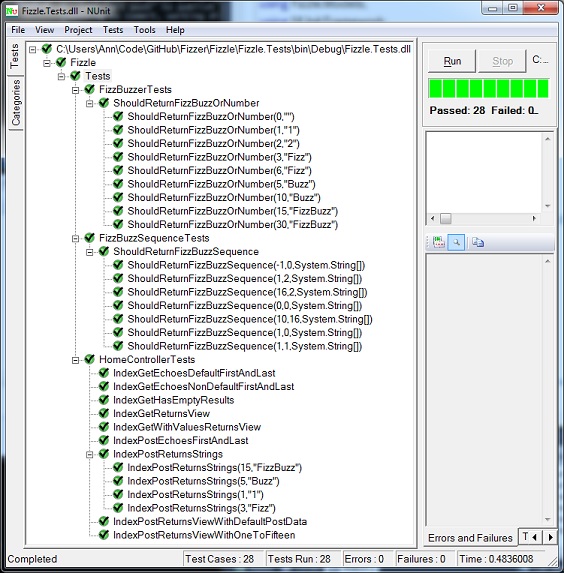 Fizzle.Tests.dll - NUnit
File View Project Tests Tools Help
Tests
Categories
C:\Users\Ann\Code\GitHub\Fizzer\Fizzle\Fizzle.Tests\bin\Debug\Fizzle.Tests.dll
Fizzle
Tests
FizzBuzzerTests
ShouldReturnFizzBuzzOrNumber
ShouldReturnFizzBuzzOrNumber(0,"")
ShouldReturnFizzBuzzOrNumber(1,"1")
ShouldReturnFizzBuzzOrNumber(2,"2")
ShouldReturnFizzBuzzOrNumber(3,"Fizz")
ShouldReturnFizzBuzzOrNumber(6,"Fizz")
ShouldReturnFizzBuzzOrNumber(5,"Buzz")
ShouldReturnFizzBuzzOrNumber(10,"Buzz")
ShouldReturnFizzBuzzOrNumber(15,"FizzBuzz")
ShouldReturnFizzBuzzOrNumber(30,"FizzBuzz")
FizzBuzzSequenceTests
ShouldReturnFizzBuzzSequence
ShouldReturnFizzBuzzSequence(-1,0,System.String[])
ShouldReturnFizzBuzzSequence(1,2,System.String[])
ShouldReturnFizzBuzzSequence(16,2,System.String[])
ShouldReturnFizzBuzzSequence(0,0,System.String[])
ShouldReturnFizzBuzzSequence(10,16,System.String[])
ShouldReturnFizzBuzzSequence(1,0,System.String[])
ShouldReturnFizzBuzzSequence(1,1,System.String[])
HomeControllerTests
IndexGetEchoesDefaultFirstAndLast
IndexGetEchoesNonDefaultFirstAndLast
IndexGetHasEmptyResults
IndexGetReturnsView
IndexGetWithValuesReturnsView
IndexPostEchoesFirstAndLast
IndexPostReturnsStrings
IndexPostReturnsStrings(15,"FizzBuzz")
IndexPostReturnsStrings(5,"Buzz")
IndexPostReturnsStrings(1,"1")
IndexPostReturnsStrings(3,"Fizz")
IndexPostReturnsViewWithDefaultPostData
IndexPostReturnsViewWithOneToFifteen
Run Stop C:...
Passed: 28 Failed: 0...
Errors and Failures T
Completed Test Cases : 28 Tests Run : 28 Errors : 0 Failures : 0 Time : 0.4836008